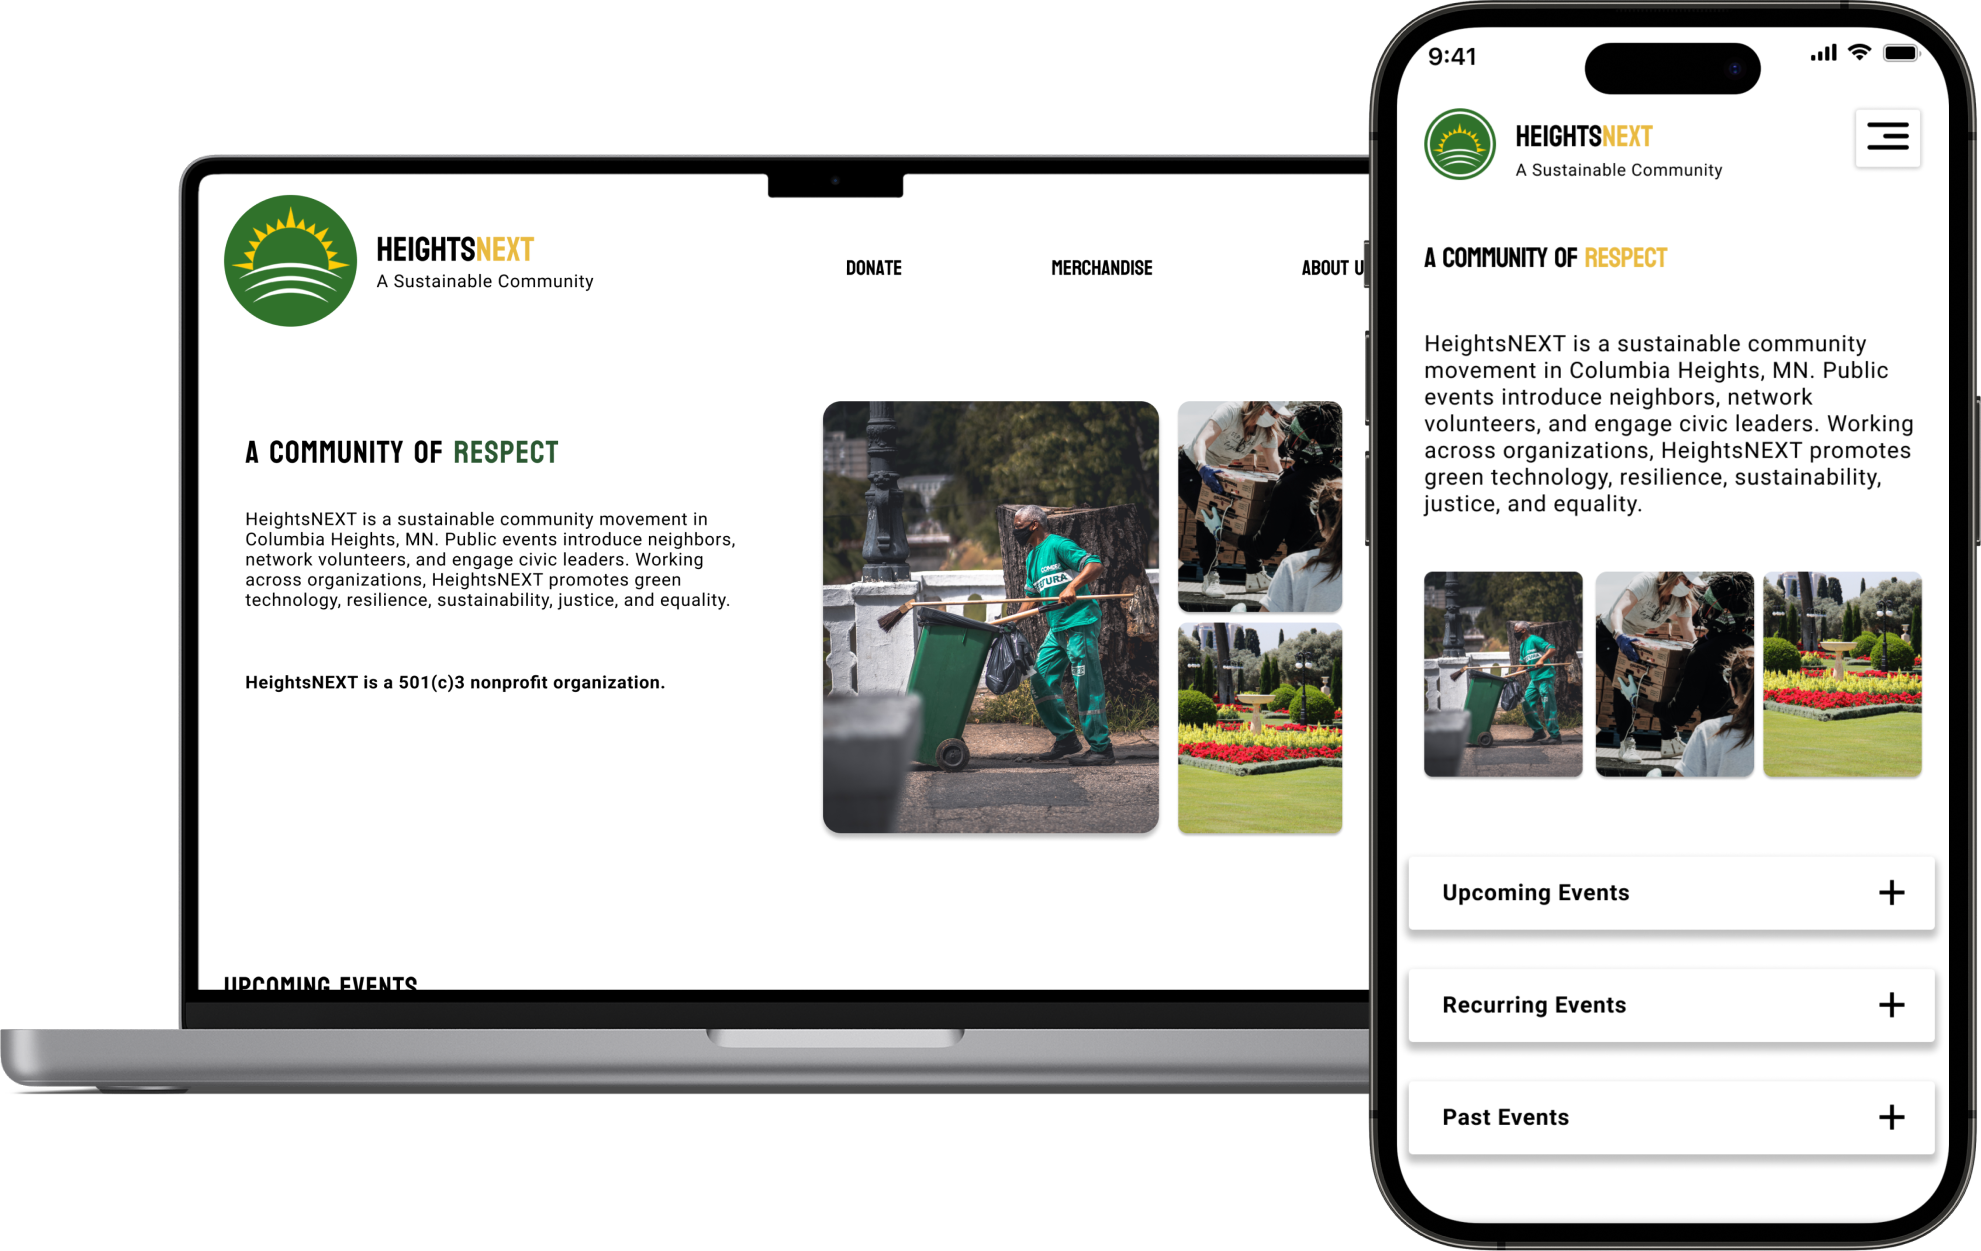 HEIGHTSNEXT
A Sustainable Community
DONATE
MERCHANDISE
ABOUT U
A COMMUNITY OF RESPECT
HeightsNEXT is a sustainable community movement in
Columbia Heights, MN. Public events introduce neighbors,
network volunteers, and engage civic leaders. Working
across organizations, HeightsNEXT promotes green
technology, resilience, sustainability, justice, and equality.
HeightsNEXT is a 501(c)3 nonprofit organization.
UPCOMING EVENTS
9:41
HEIGHTSNEXT
A Sustainable Community
A COMMUNITY OF RESPECT
HeightsNEXT is a sustainable community
movement in Columbia Heights, MN. Public
events introduce neighbors, network
volunteers, and engage civic leaders. Working
across organizations, HeightsNEXT promotes
green technology, resilience, sustainability,
justice, and equality.
Upcoming Events
Recurring Events
Past Events